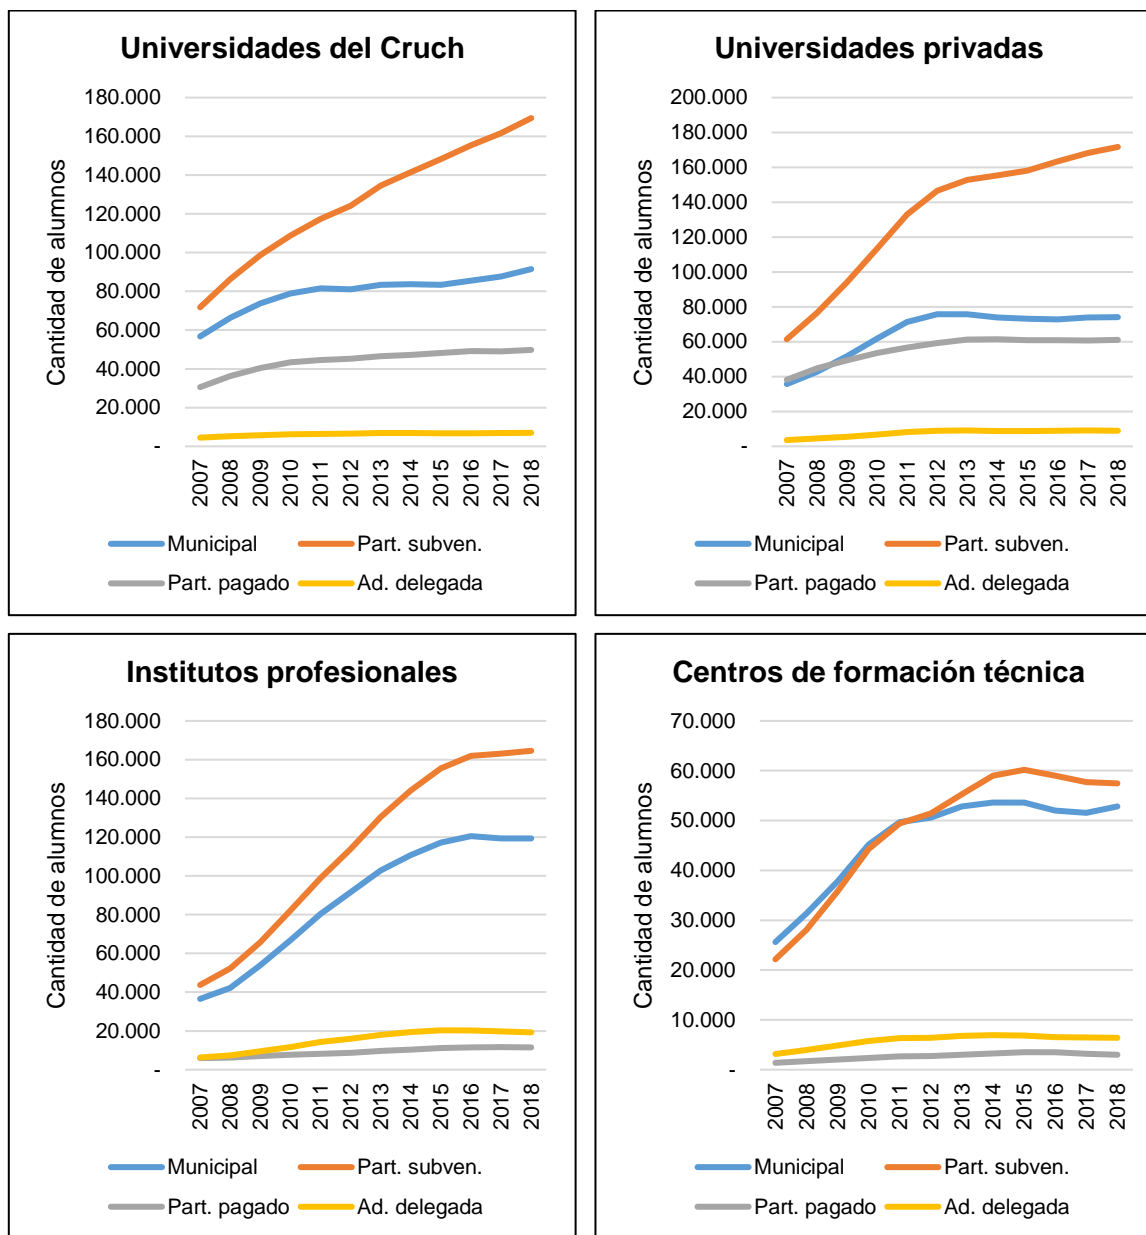 Universidades del Cruch
Cantidad de alumnos
180.000
160.000
140.000
120.000
100.000
80.000
60.000
40.000
20.000
-
2007 2008 2009 2010 2011 2012 2013 2014 2015 2016 2017 2018
Municipal Part. subven.
Part. pagado Ad. delegada
Universidades privadas
Cantidad de alumnos
200.000
180.000
160.000
140.000
120.000
100.000
80.000
60.000
40.000
20.000
-
2007 2008 2009 2010 2011 2012 2013 2014 2015 2016 2017 2018
Municipal Part. subven.
Part. pagado Ad. delegada
Institutos profesionales
Cantidad de alumnos
180.000
160.000
140.000
120.000
100.000
80.000
60.000
40.000
20.000
-
2007 2008 2009 2010 2011 2012 2013 2014 2015 2016 2017 2018
Municipal Part. subven.
Part. pagado Ad. delegada
Centros de formación técnica
Cantidad de alumnos
70.000
60.000
50.000
40.000
30.000
20.000
10.000
-
2007 2008 2009 2010 2011 2012 2013 2014 2015 2016 2017 2018
Municipal Part. subven.
Part. pagado Ad. delegada